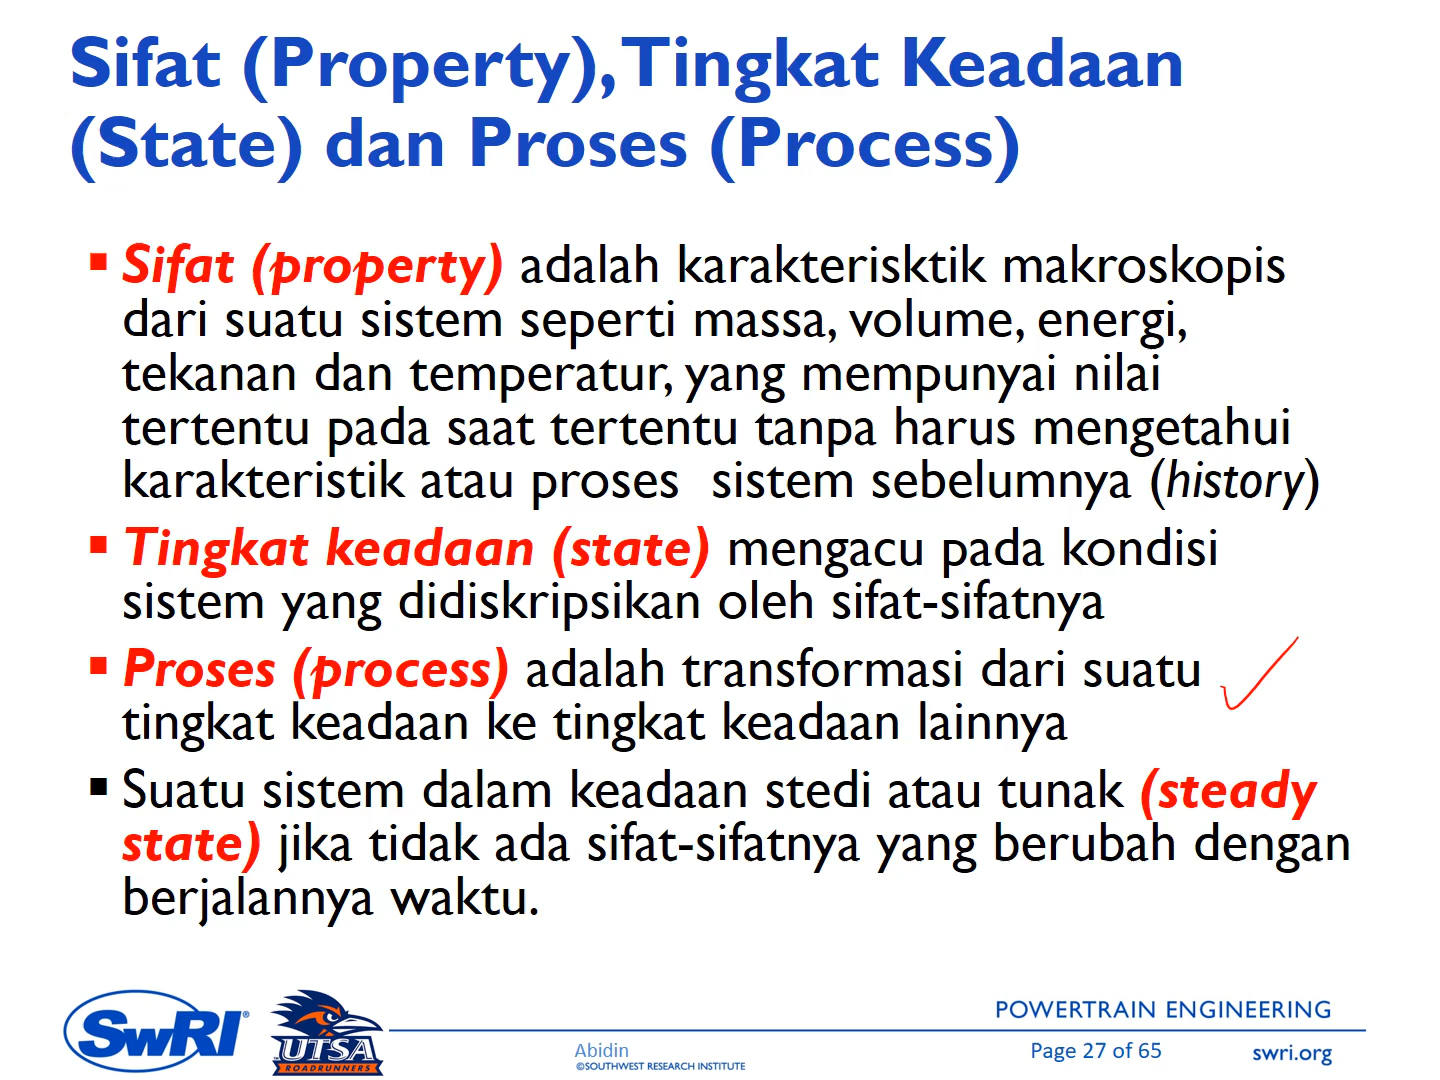 Sifat (Property), Tingkat Keadaan
(State) dan Proses (Process)
▪ Sifat (property) adalah karakterisktik makroskopis
dari suatu sistem seperti massa, volume, energi,
tekanan dan temperatur, yang mempunyai nilai
tertentu pada saat tertentu tanpa harus mengetahui
karakteristik atau proses sistem sebelumnya (history)
▪ Tingkat keadaan (state) mengacu pada kondisi
sistem yang didiskripsikan oleh sifat-sifatnya
▪ Proses (process) adalah transformasi dari suatu
tingkat keadaan ke tingkat keadaan lainnya
▪ Suatu sistem dalam keadaan stedi atau tunak (steady
state) jika tidak ada sifat-sifatnya yang berubah dengan
berjalannya waktu.
SwRI®
UTSA
ROADRUNNERS
Abidin
©SOUTHWEST RESEARCH INSTITUTE
POWERTRAIN ENGINEERING
Page 27 of 65
swri.org